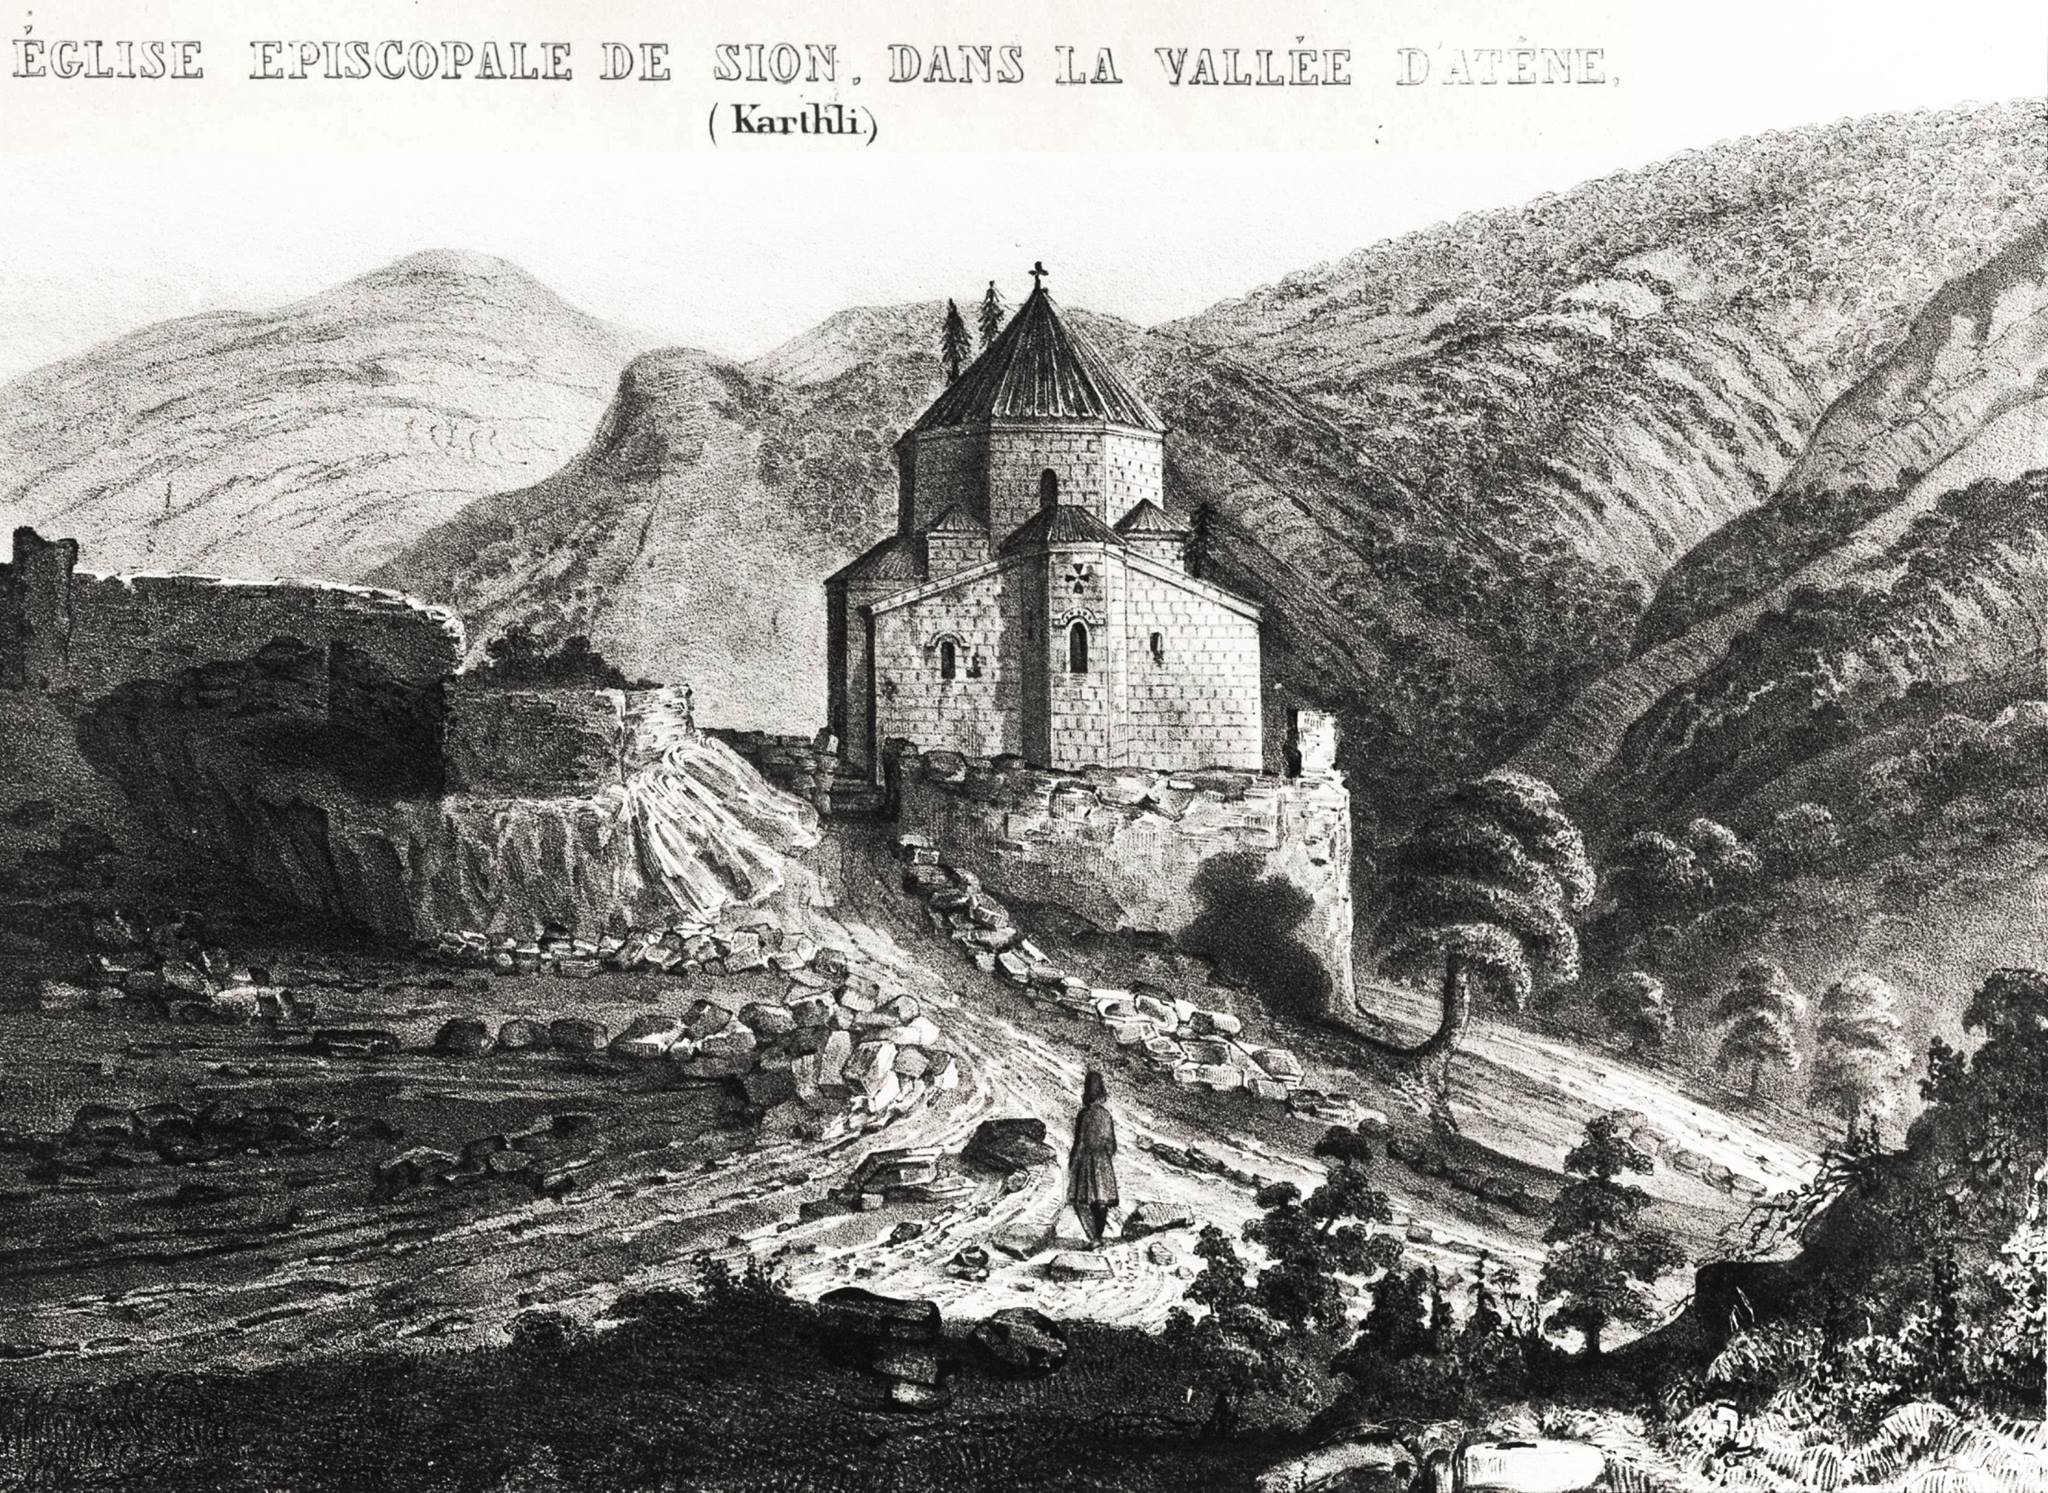 ÉGLISE EPISCOPALE DE SION, DANS LA VALLÉE D'ATÈNE,
(Karthli.)